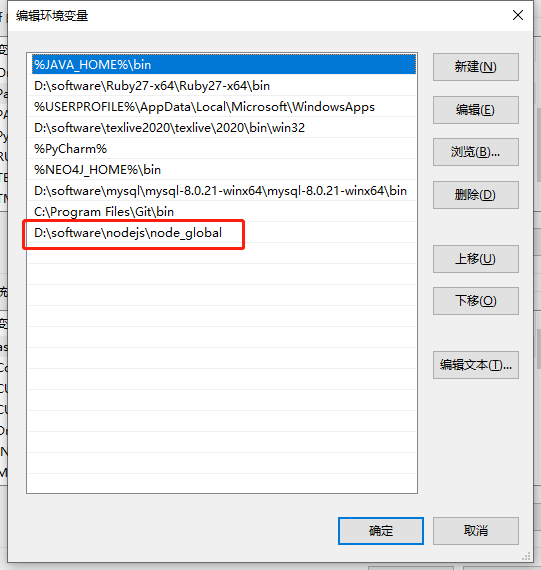 编辑环境变量
%JAVA_HOME%\bin
D:\software\Ruby27-x64\Ruby27-x64\bin
%USERPROFILE%\AppData\Local\Microsoft\WindowsApps
D:\software\texlive2020\texlive\2020\bin\win32
%PyCharm%
%NEO4J_HOME%\bin
D:\software\mysql\mysql-8.0.21-winx64\mysql-8.0.21-winx64\bin
C:\Program Files\Git\bin
D:\software\nodejs\node_global
新建(N)
编辑(E)
浏览(B)...
删除(D)
上移(U)
下移(O)
编辑文本(T)...
确定
取消